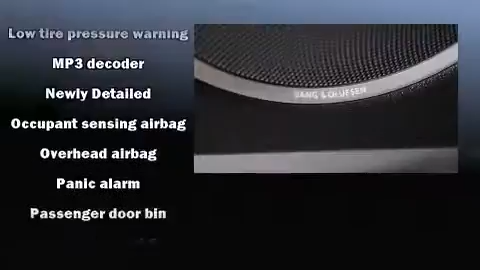 Low tire pressure warning
MP3 decoder
Newly Detailed
Occupant sensing airbag
Overhead airbag
Panic alarm
Passenger door bin
BANG & OLUFSEN